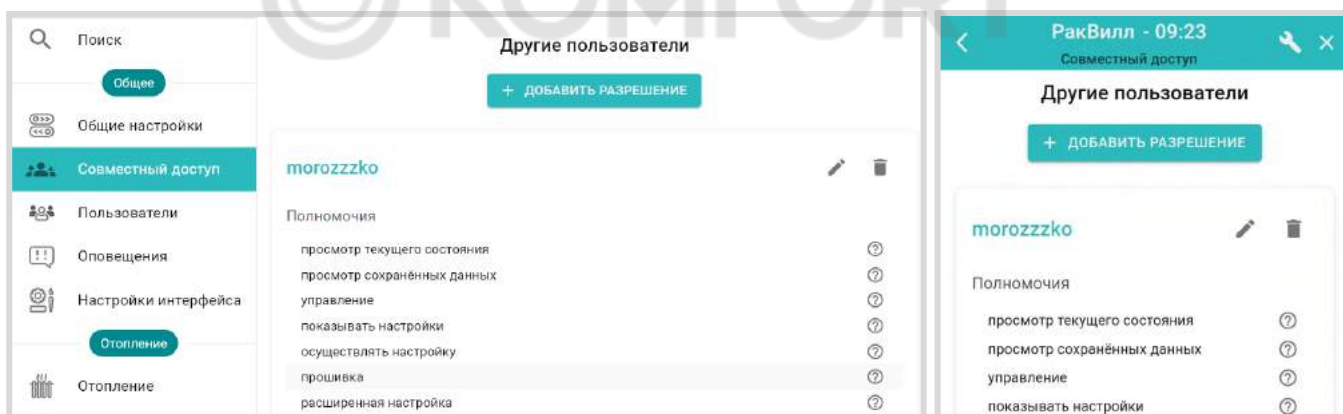 KOMFORT
Поиск
Общее
Общие настройки
Совместный доступ
Пользователи
Оповещения
Настройки интерфейса
Отопление
Отопление
Другие пользователи
+ ДОБАВИТЬ РАЗРЕШЕНИЕ
morozzzko
Полномочия
просмотр текущего состояния
просмотр сохранённых данных
управление
показывать настройки
осуществлять настройку
прошивка
расширенная настройка
РакВилл - 09:23
Совместный доступ
Другие пользователи
+ ДОБАВИТЬ РАЗРЕШЕНИЕ
morozzzko
Полномочия
просмотр текущего состояния
просмотр сохранённых данных
управление
показывать настройки